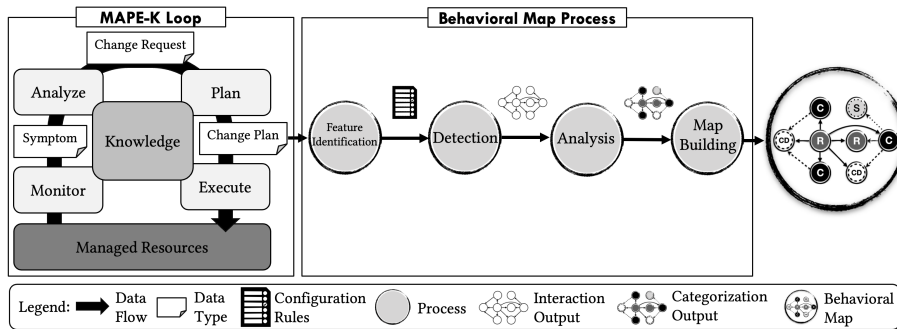 MAPE-K Loop
Behavioral Map Process
Change Request
Analyze
Plan
Symptom
Knowledge
Change Plan
Monitor
Execute
Managed Resources
Feature
Identification
Detection
Analysis
Map
Building
C
S
CD
R
R
C
C
CD
Legend:
Data
Flow
Data
Type
Configuration
Rules
Process
Interaction
Output
Categorization
Output
Behavioral
Map